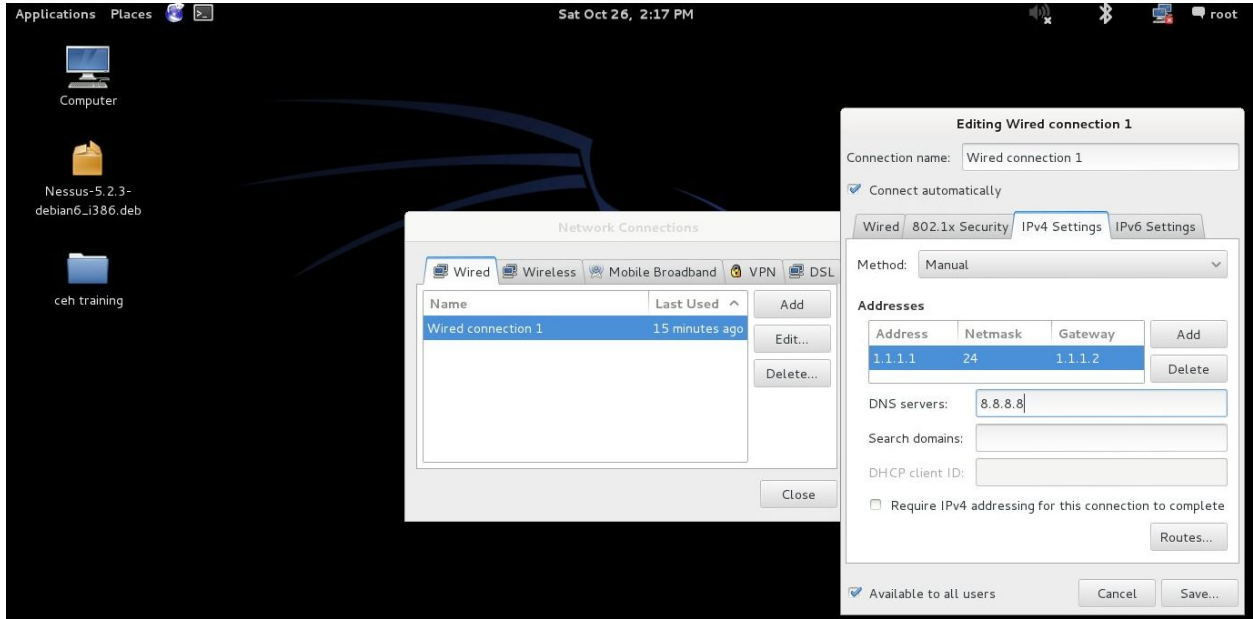 Applications Places Sat Oct 26, 2:17 PM root
Computer
Nessus-5.2.3-
debian6_i386.deb
ceh training
Network Connections
Wired Wireless Mobile Broadband VPN DSL
Name Last Used Add
Wired connection 1 15 minutes ago
Edit...
Delete...
Close
Editing Wired connection 1
Connection name: Wired connection 1
Connect automatically
Wired 802.1x Security IPv4 Settings IPv6 Settings
Method: Manual
Addresses
Address Netmask Gateway Add
1.1.1.1 24 1.1.1.2
Delete
DNS servers: 8.8.8.8
Search domains:
DHCP client ID:
Require IPv4 addressing for this connection to complete
Routes...
Available to all users Cancel Save...